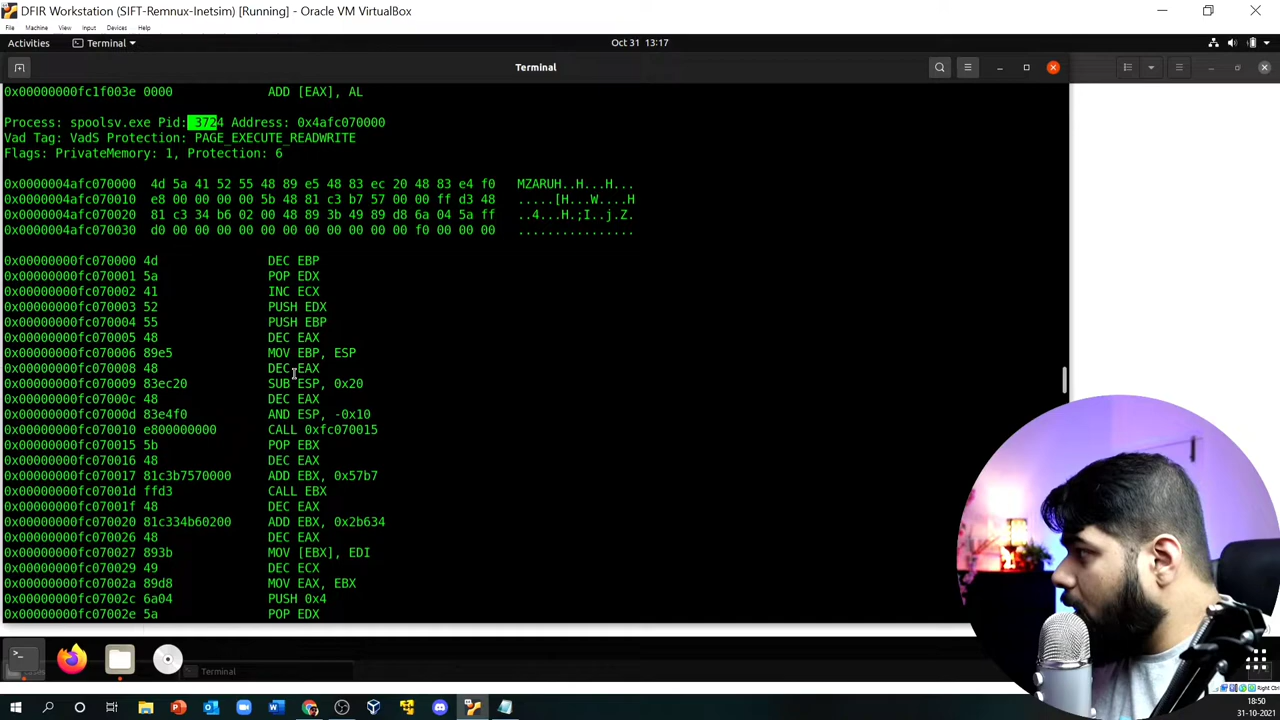 DFIR Workstation (SIFT-Remnux-Inetsim) [Running] - Oracle VM VirtualBox
File Machine View Input Devices Help
Activities Terminal Oct 31 13:17
Terminal
0x00000000fc1f003e 0000 ADD [EAX], AL
Process: spoolsv.exe Pid: 3724 Address: 0x4afc070000
Vad Tag: VadS Protection: PAGE_EXECUTE_READWRITE
Flags: PrivateMemory: 1, Protection: 6
0x0000004afc070000 4d 5a 41 52 55 48 89 e5 48 83 ec 20 48 83 e4 f0 MZARUH..H...H...
0x0000004afc070010 e8 00 00 00 00 5b 48 81 c3 b7 57 00 00 ff d3 48 .....[H...W....H
0x0000004afc070020 81 c3 34 b6 02 00 48 89 3b 49 89 d8 6a 04 5a ff ..4...H.;I..j.Z.
0x0000004afc070030 d0 00 00 00 00 00 00 00 00 00 00 00 f0 00 00 00 ................
0x00000000fc070000 4d DEC EBP
0x00000000fc070001 5a POP EDX
0x00000000fc070002 41 INC ECX
0x00000000fc070003 52 PUSH EDX
0x00000000fc070004 55 PUSH EBP
0x00000000fc070005 48 DEC EAX
0x00000000fc070006 89e5 MOV EBP, ESP
0x00000000fc070008 48 DEC EAX
0x00000000fc070009 83ec20 SUB ESP, 0x20
0x00000000fc07000c 48 DEC EAX
0x00000000fc07000d 83e4f0 AND ESP, -0x10
0x00000000fc070010 e800000000 CALL 0xfc070015
0x00000000fc070015 5b POP EBX
0x00000000fc070016 48 DEC EAX
0x00000000fc070017 81c3b7570000 ADD EBX, 0x57b7
0x00000000fc07001d ffd3 CALL EBX
0x00000000fc07001f 48 DEC EAX
0x00000000fc070020 81c334b60200 ADD EBX, 0x2b634
0x00000000fc070026 48 DEC EAX
0x00000000fc070027 893b MOV [EBX], EDI
0x00000000fc070029 49 DEC ECX
0x00000000fc07002a 89d8 MOV EAX, EBX
0x00000000fc07002c 6a04 PUSH 0x4
0x00000000fc07002e 5a POP EDX
Terminal
Right Ctrl
18:50
31-10-2021